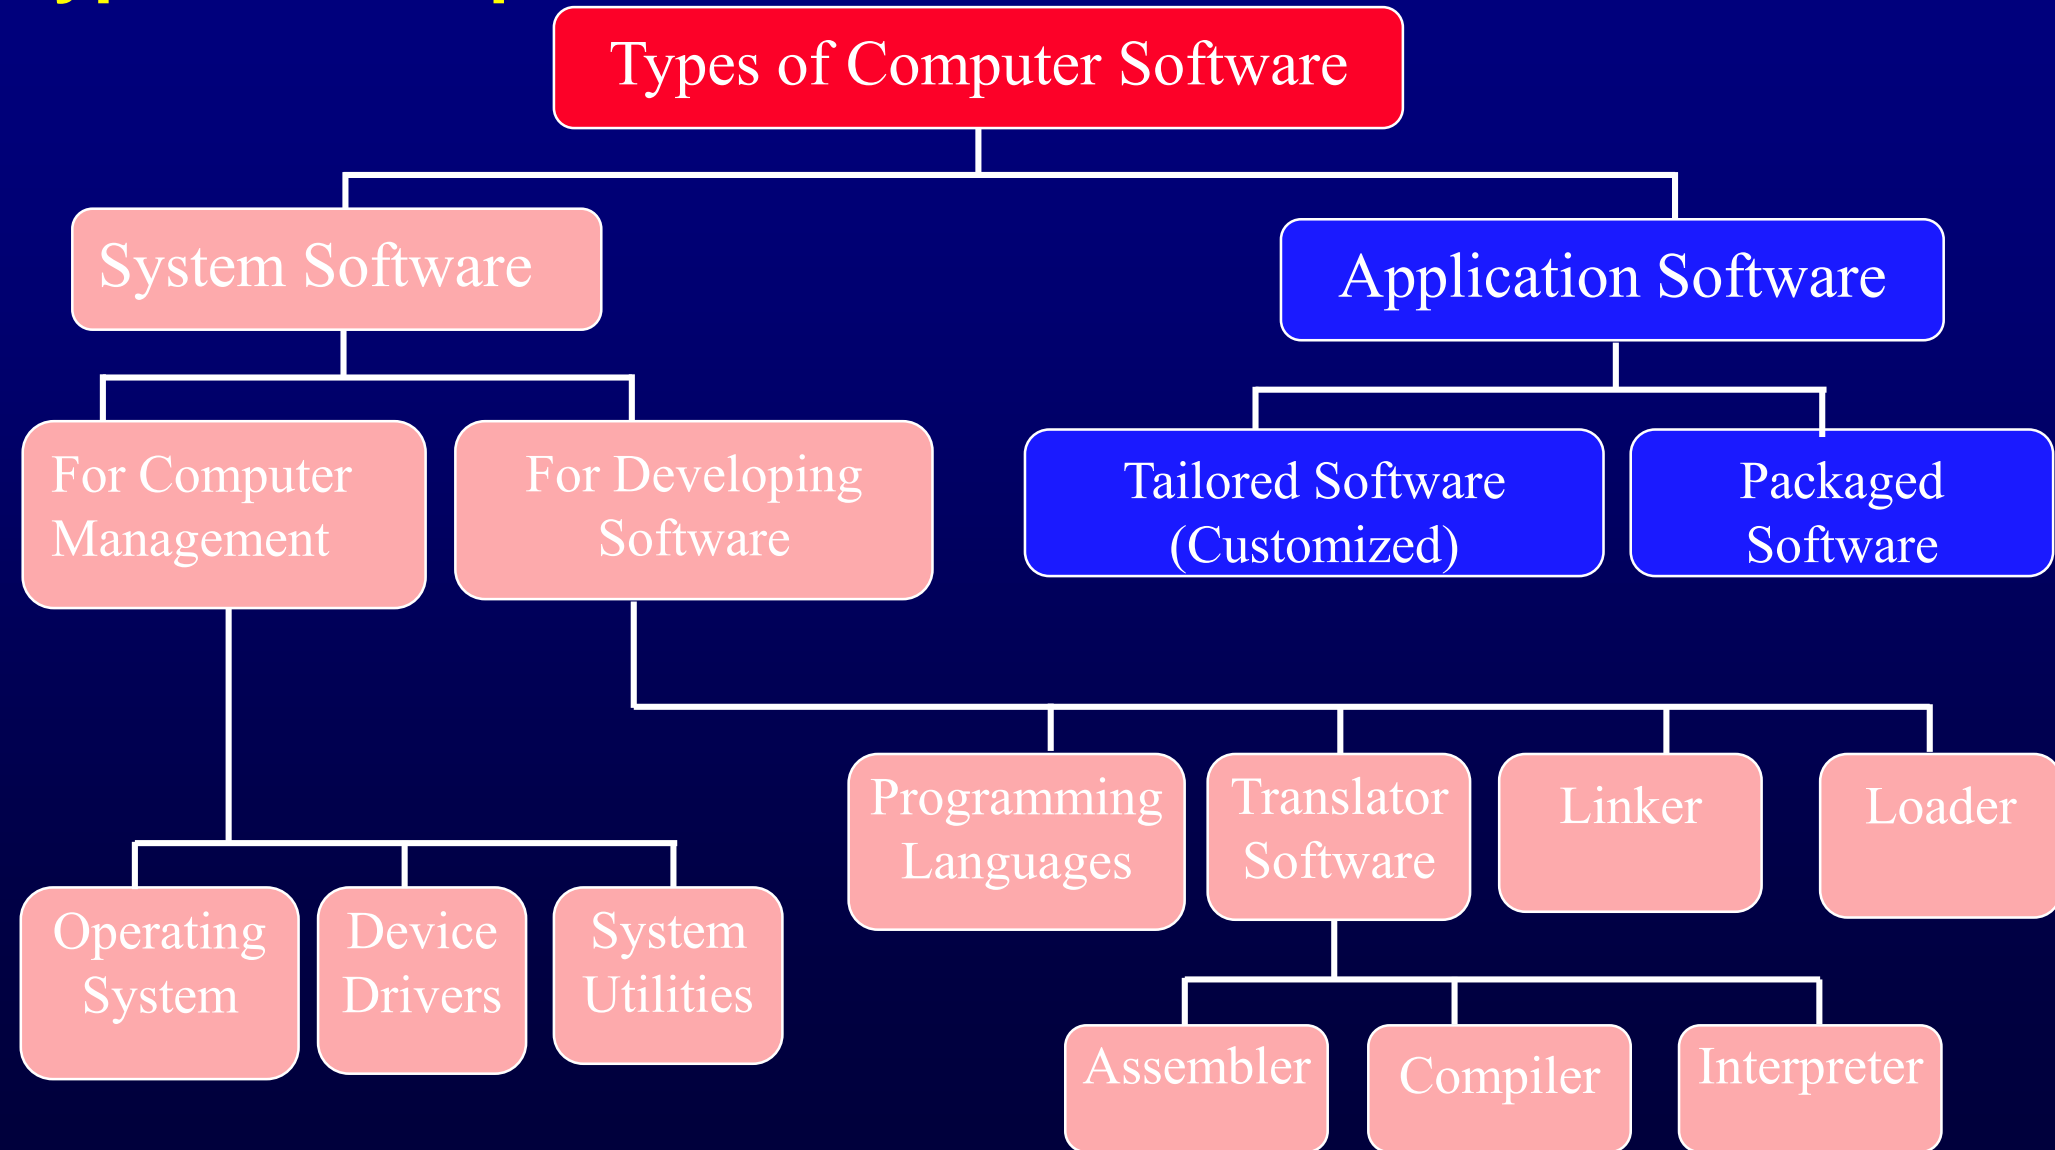 Types of Computer Software
System Software
Application Software
For Computer
Management
For Developing
Software
Tailored Software
(Customized)
Packaged
Software
Programming
Languages
Translator
Software
Linker
Loader
Operating
System
Device
Drivers
System
Utilities
Assembler
Compiler
Interpreter